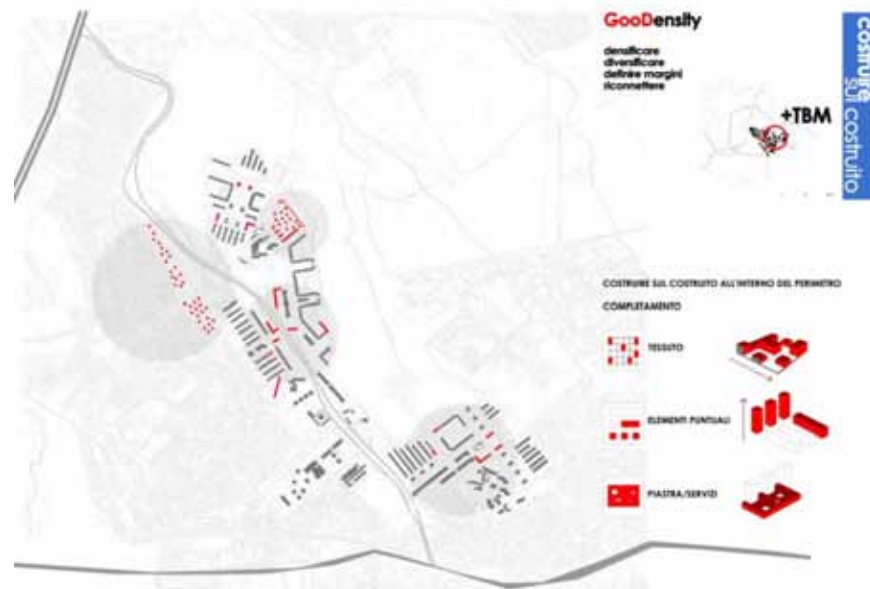 GooDensity
densificare
diversificare
definire margini
riconnettere
+TBM
costruire
sul costruito
COSTRUIRE SUL COSTRUITO ALL'INTERNO DEL PERIMETRO
COMPLETAMENTO
TESSUTO
ELEMENTI PUNTUALI
PIASTRA/SERVIZI